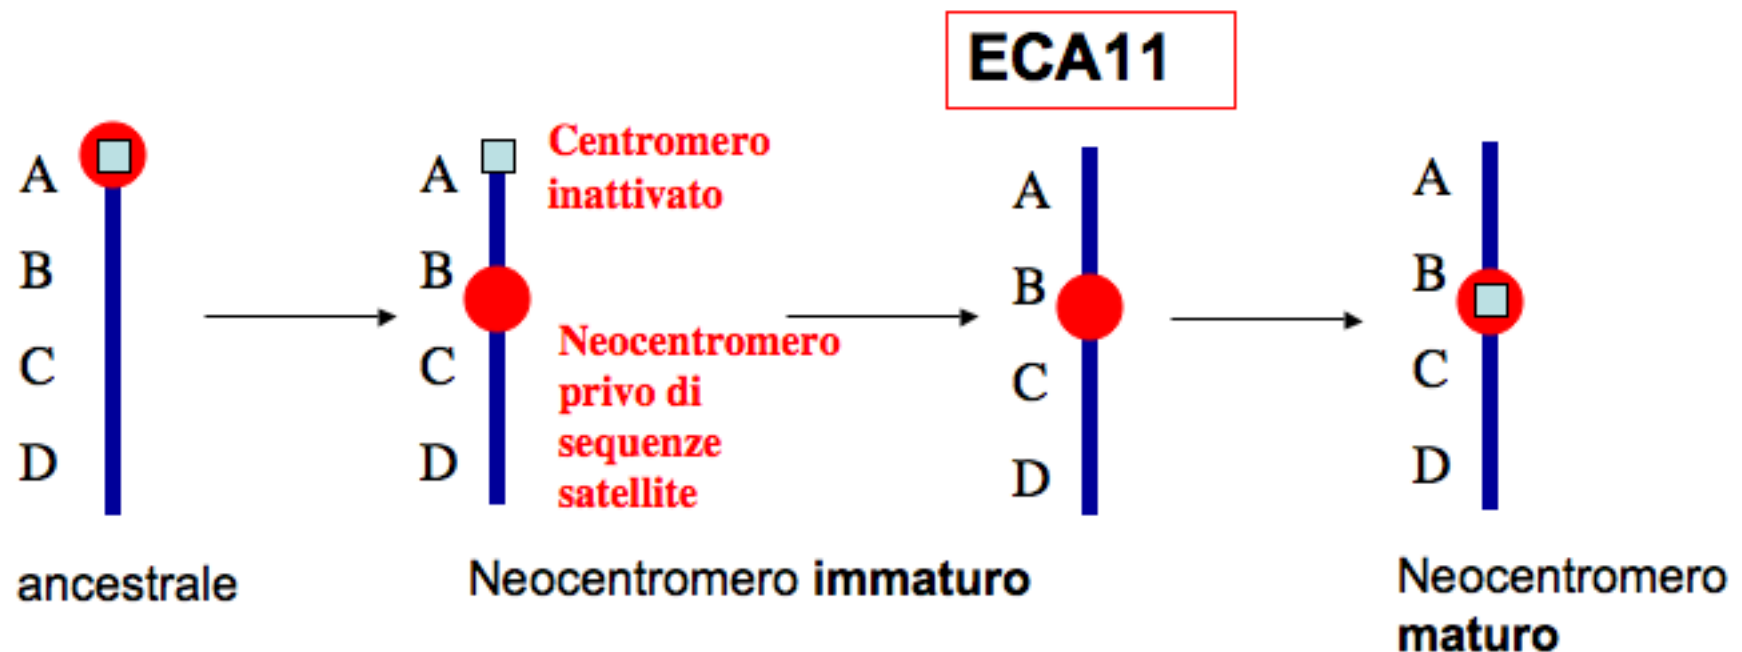 ECA11
A
B
C
D
ancestrale
A
B
C
D
Centromero
inattivato
Neocentromero
privo di
sequenze
satellite
Neocentromero immaturo
A
B
C
D
A
B
C
D
Neocentromero
maturo